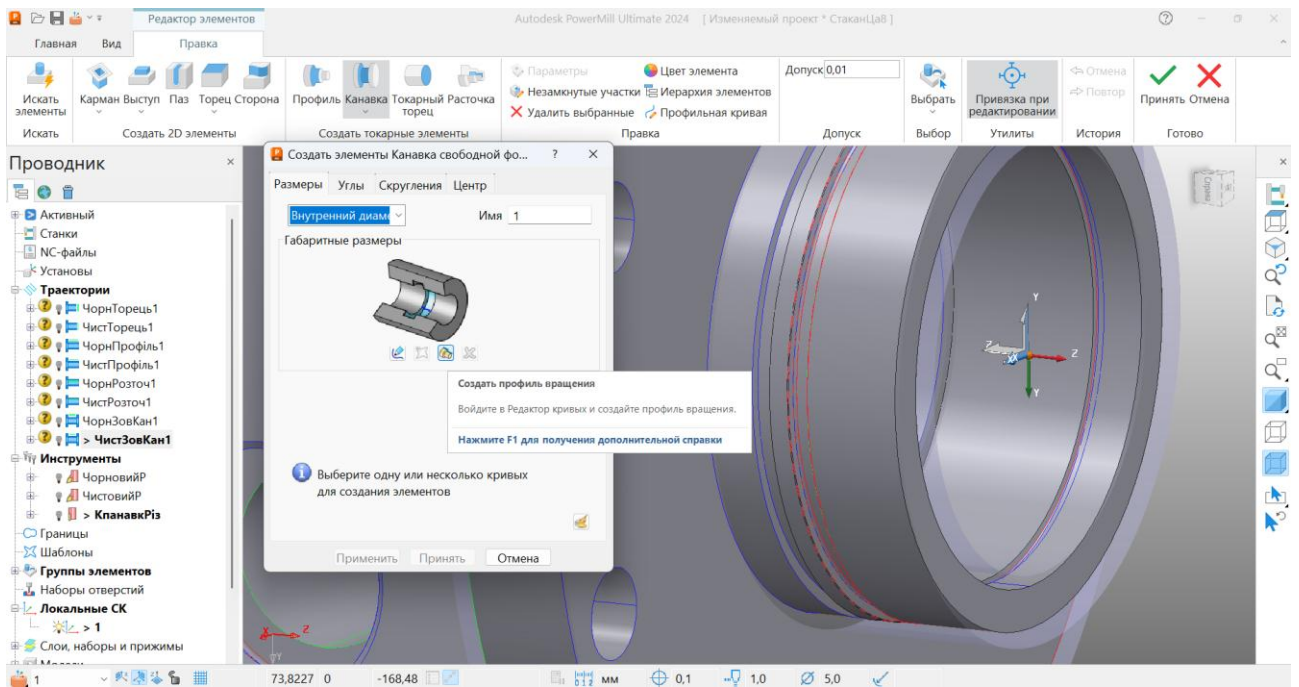 Редактор элементов
Autodesk PowerMill Ultimate 2024 [ Изменяемый проект * СтаканЦа8 ]
Главная Вид Правка
Искать элементы
Карман Выступ Паз Торец Сторона
Профиль Канавка Токарный торец Расточка
Параметры
Незамкнутые участки
Удалить выбранные
Цвет элемента
Иерархия элементов
Профильная кривая
Допуск 0,01
Выбрать
Привязка при редактировании
Отмена
Повтор
Принять Отмена
Искать Создать 2D элементы Создать токарные элементы Правка Допуск Выбор Утилиты История Готово
Проводник
Активный
Станки
NC-файлы
Установы
Траектории
ЧорнТорець1
ЧистТорець1
ЧорнПрофіль1
ЧистПрофіль1
ЧорнРозточ1
ЧистРозточ1
ЧорнЗовКан1
> ЧистЗовКан1
Инструменты
ЧорновийР
ЧистовийР
> КпанавкРіз
Границы
Шаблоны
Группы элементов
Наборы отверстий
Локальные СК
> 1
Слои, наборы и прижимы
Создать элементы Канавка свободной фо... ?
Размеры Углы Скругления Центр
Внутренний диам
Имя 1
Габаритные размеры
Создать профиль вращения
Войдите в Редактор кривых и создайте профиль вращения.
Нажмите F1 для получения дополнительной справки
Выберите одну или несколько кривых
для создания элементов
Применить Принять Отмена
Справа
Y
Z
X
Z
Y
X
Z
Y
1
73,8227 0 -168,48
мм
0,1
1,0
5,0